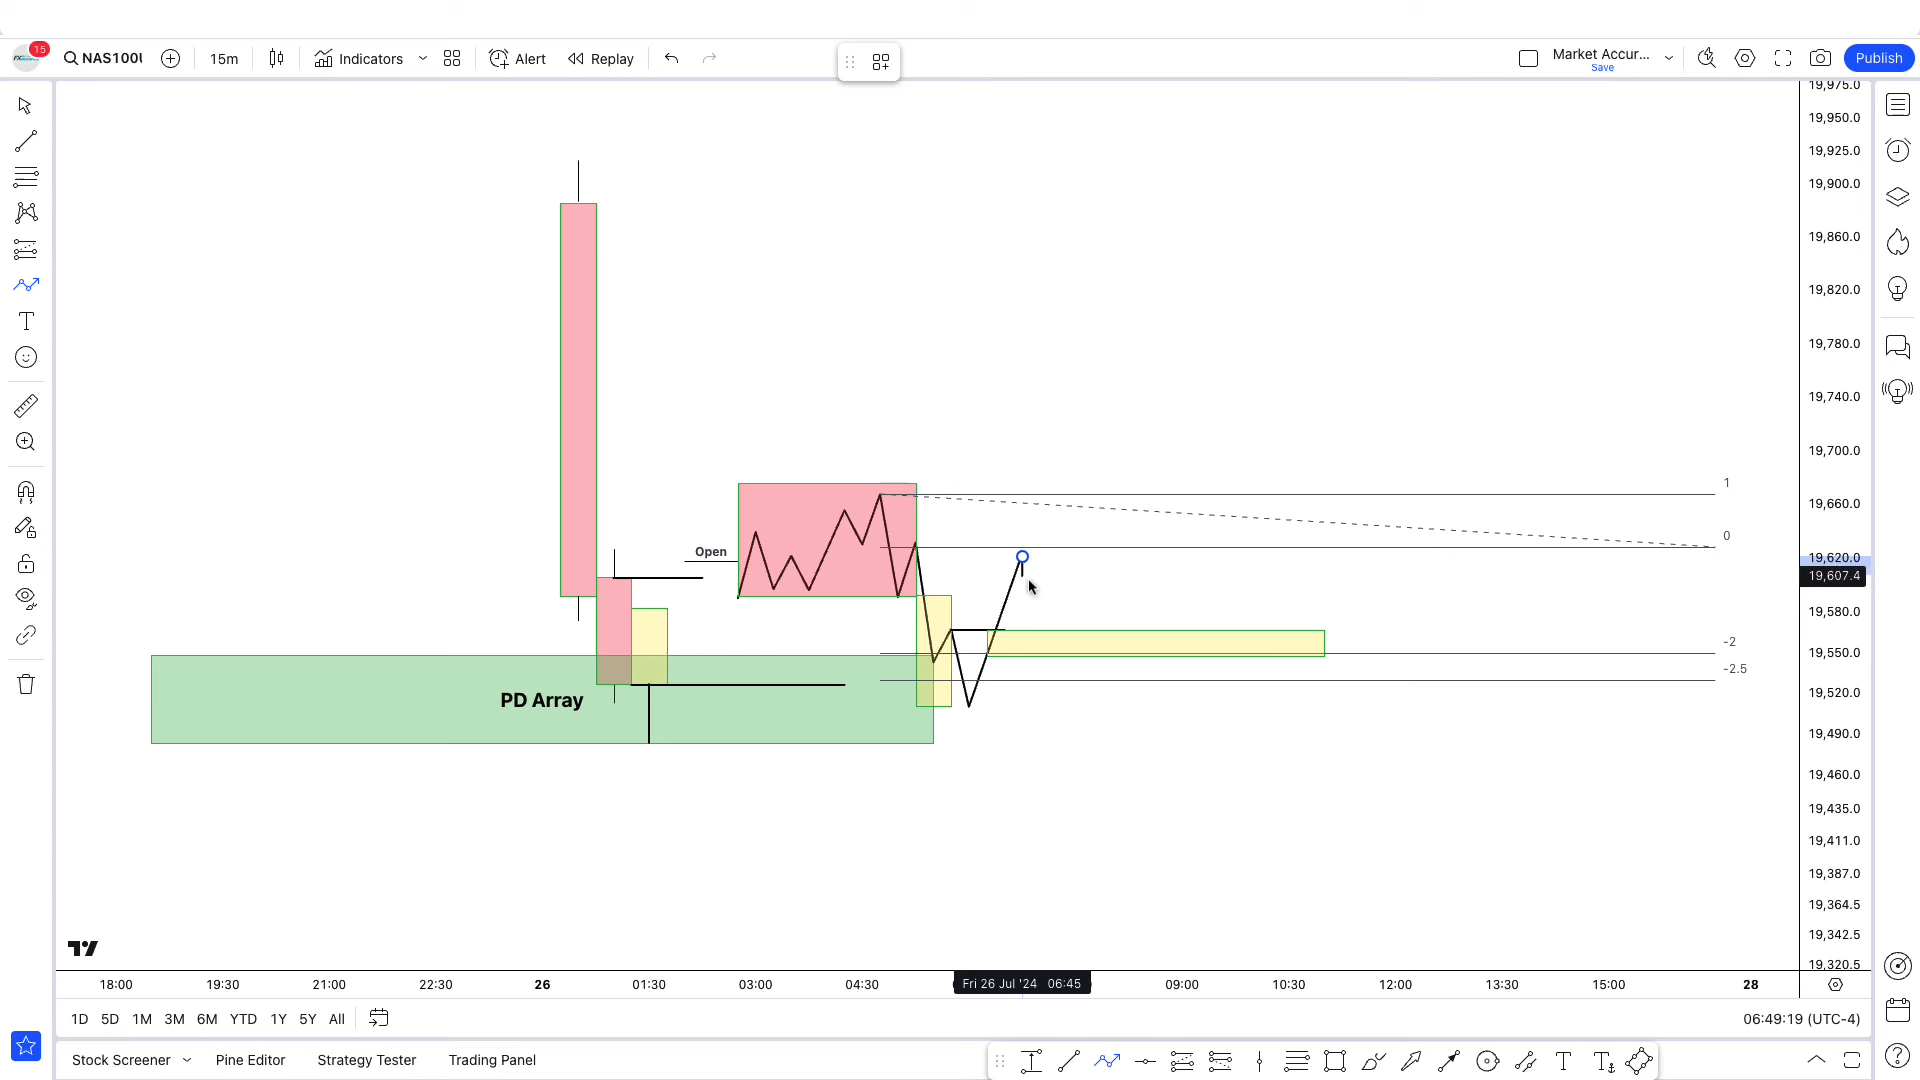 15
NAS100U
15m
Indicators
Alert
Replay
Market Accur...
Save
Publish
19,975.0
19,950.0
19,925.0
19,900.0
19,860.0
19,820.0
19,780.0
19,740.0
19,700.0
1
19,660.0
0
Open
19,620.0
19,607.4
19,580.0
-2
19,550.0
-2.5
PD Array
19,520.0
19,490.0
19,460.0
19,435.0
19,411.0
19,387.0
19,364.5
19,342.5
19,320.5
18:00
19:30
21:00
22:30
26
01:30
03:00
04:30
Fri 26 Jul '24 06:45
09:00
10:30
12:00
13:30
15:00
28
1D 5D 1M 3M 6M YTD 1Y 5Y All
06:49:19 (UTC-4)
Stock Screener
Pine Editor
Strategy Tester
Trading Panel